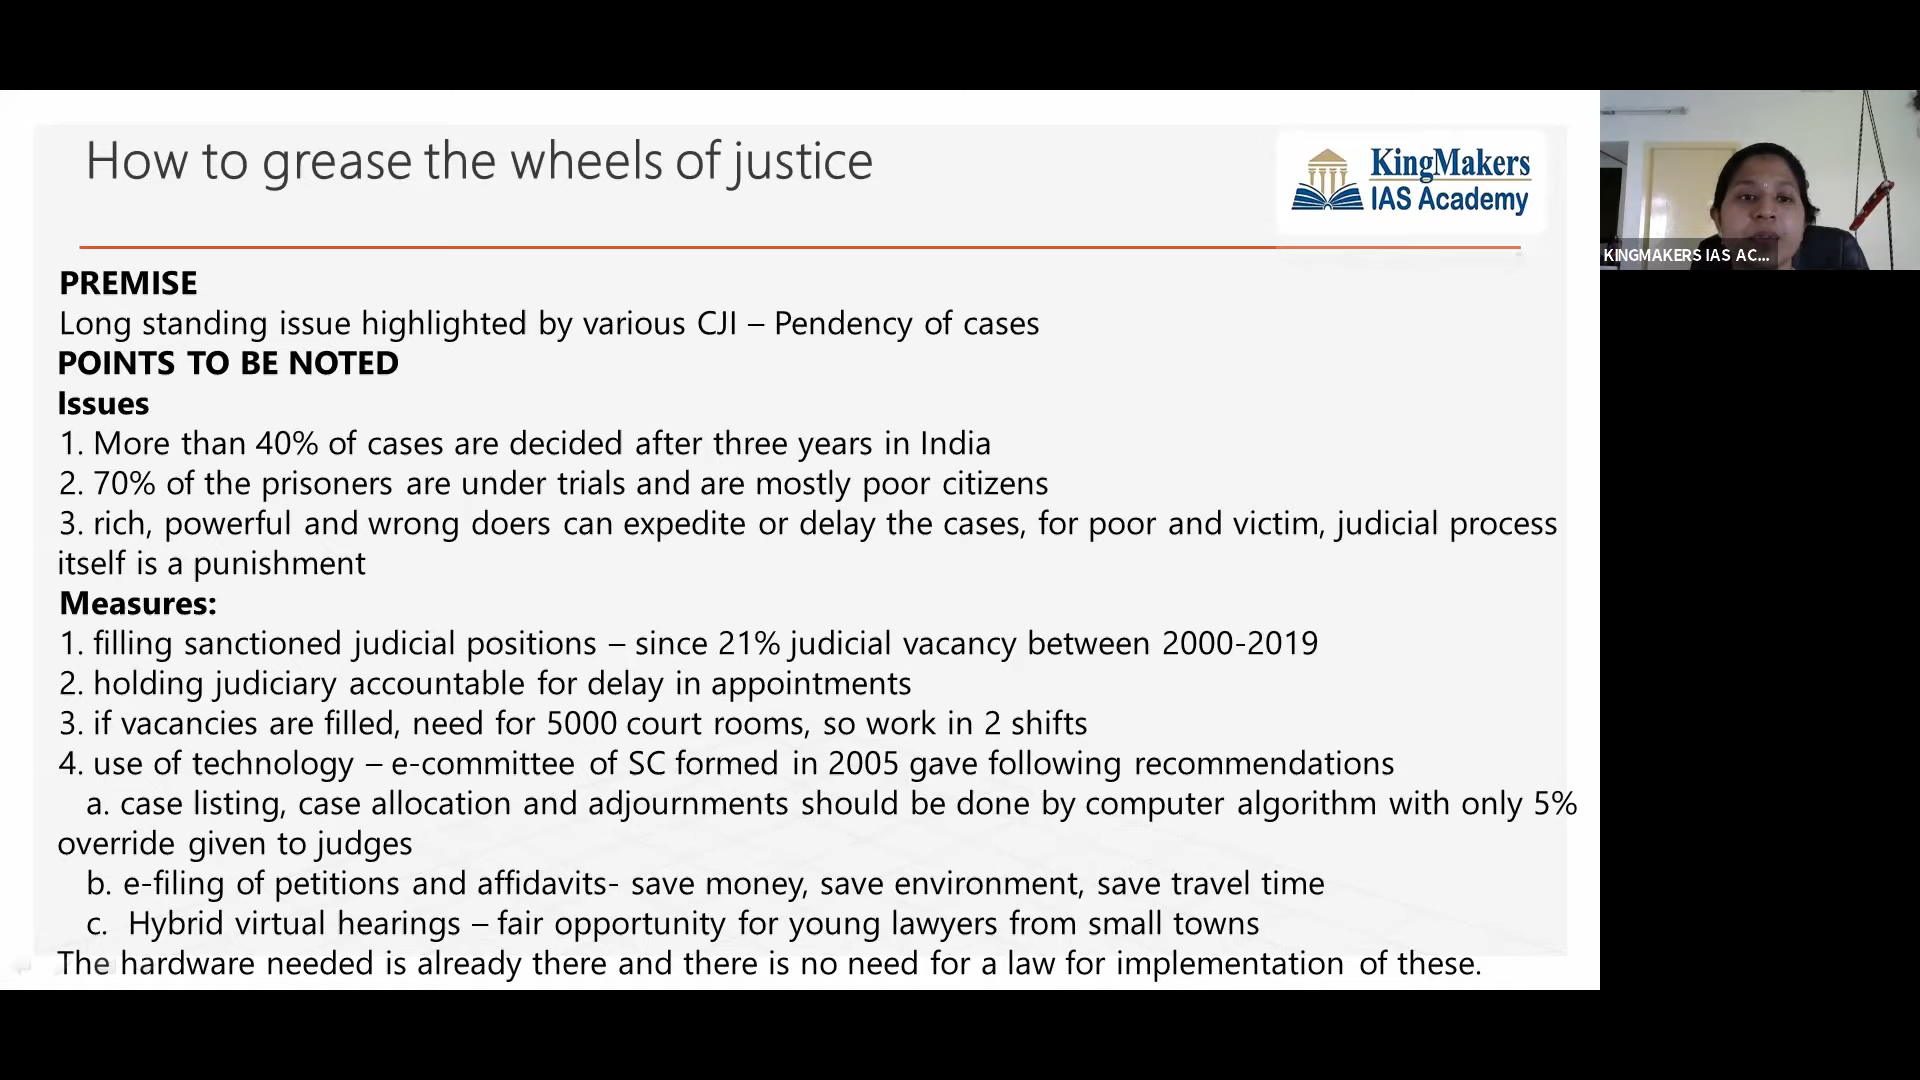 How to grease the wheels of justice
KingMakers
IAS Academy
KINGMAKERS IAS AC...
PREMISE
Long standing issue highlighted by various CJI – Pendency of cases
POINTS TO BE NOTED
Issues
1. More than 40% of cases are decided after three years in India
2. 70% of the prisoners are under trials and are mostly poor citizens
3. rich, powerful and wrong doers can expedite or delay the cases, for poor and victim, judicial process
itself is a punishment
Measures:
1. filling sanctioned judicial positions – since 21% judicial vacancy between 2000-2019
2. holding judiciary accountable for delay in appointments
3. if vacancies are filled, need for 5000 court rooms, so work in 2 shifts
4. use of technology – e-committee of SC formed in 2005 gave following recommendations
a. case listing, case allocation and adjournments should be done by computer algorithm with only 5%
override given to judges
b. e-filing of petitions and affidavits- save money, save environment, save travel time
c. Hybrid virtual hearings – fair opportunity for young lawyers from small towns
The hardware needed is already there and there is no need for a law for implementation of these.